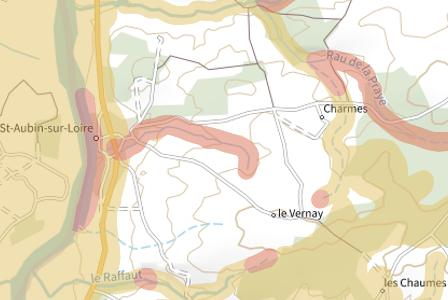 Rau de la Praye
Charmes
St-Aubin-sur-Loire
le Vernay
le Raffaut
les Chaumes